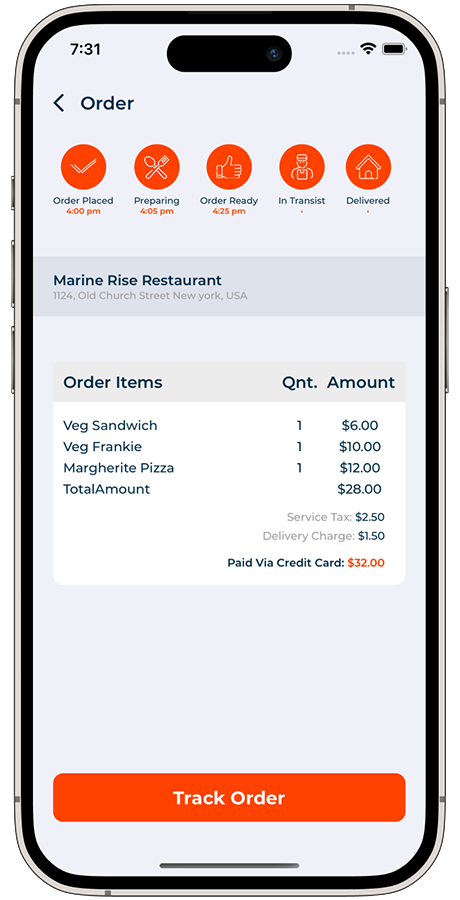 7:31
Order
Order Placed Preparing Order Ready In Transist Delivered
4:00 pm 4:05 pm 4:25 pm - -
Marine Rise Restaurant
1124, Old Church Street New york, USA
Order Items Qnt. Amount
Veg Sandwich 1 $6.00
Veg Frankie 1 $10.00
Margherite Pizza 1 $12.00
TotalAmount $28.00
Service Tax: $2.50
Delivery Charge: $1.50
Paid Via Credit Card: $32.00
Track Order